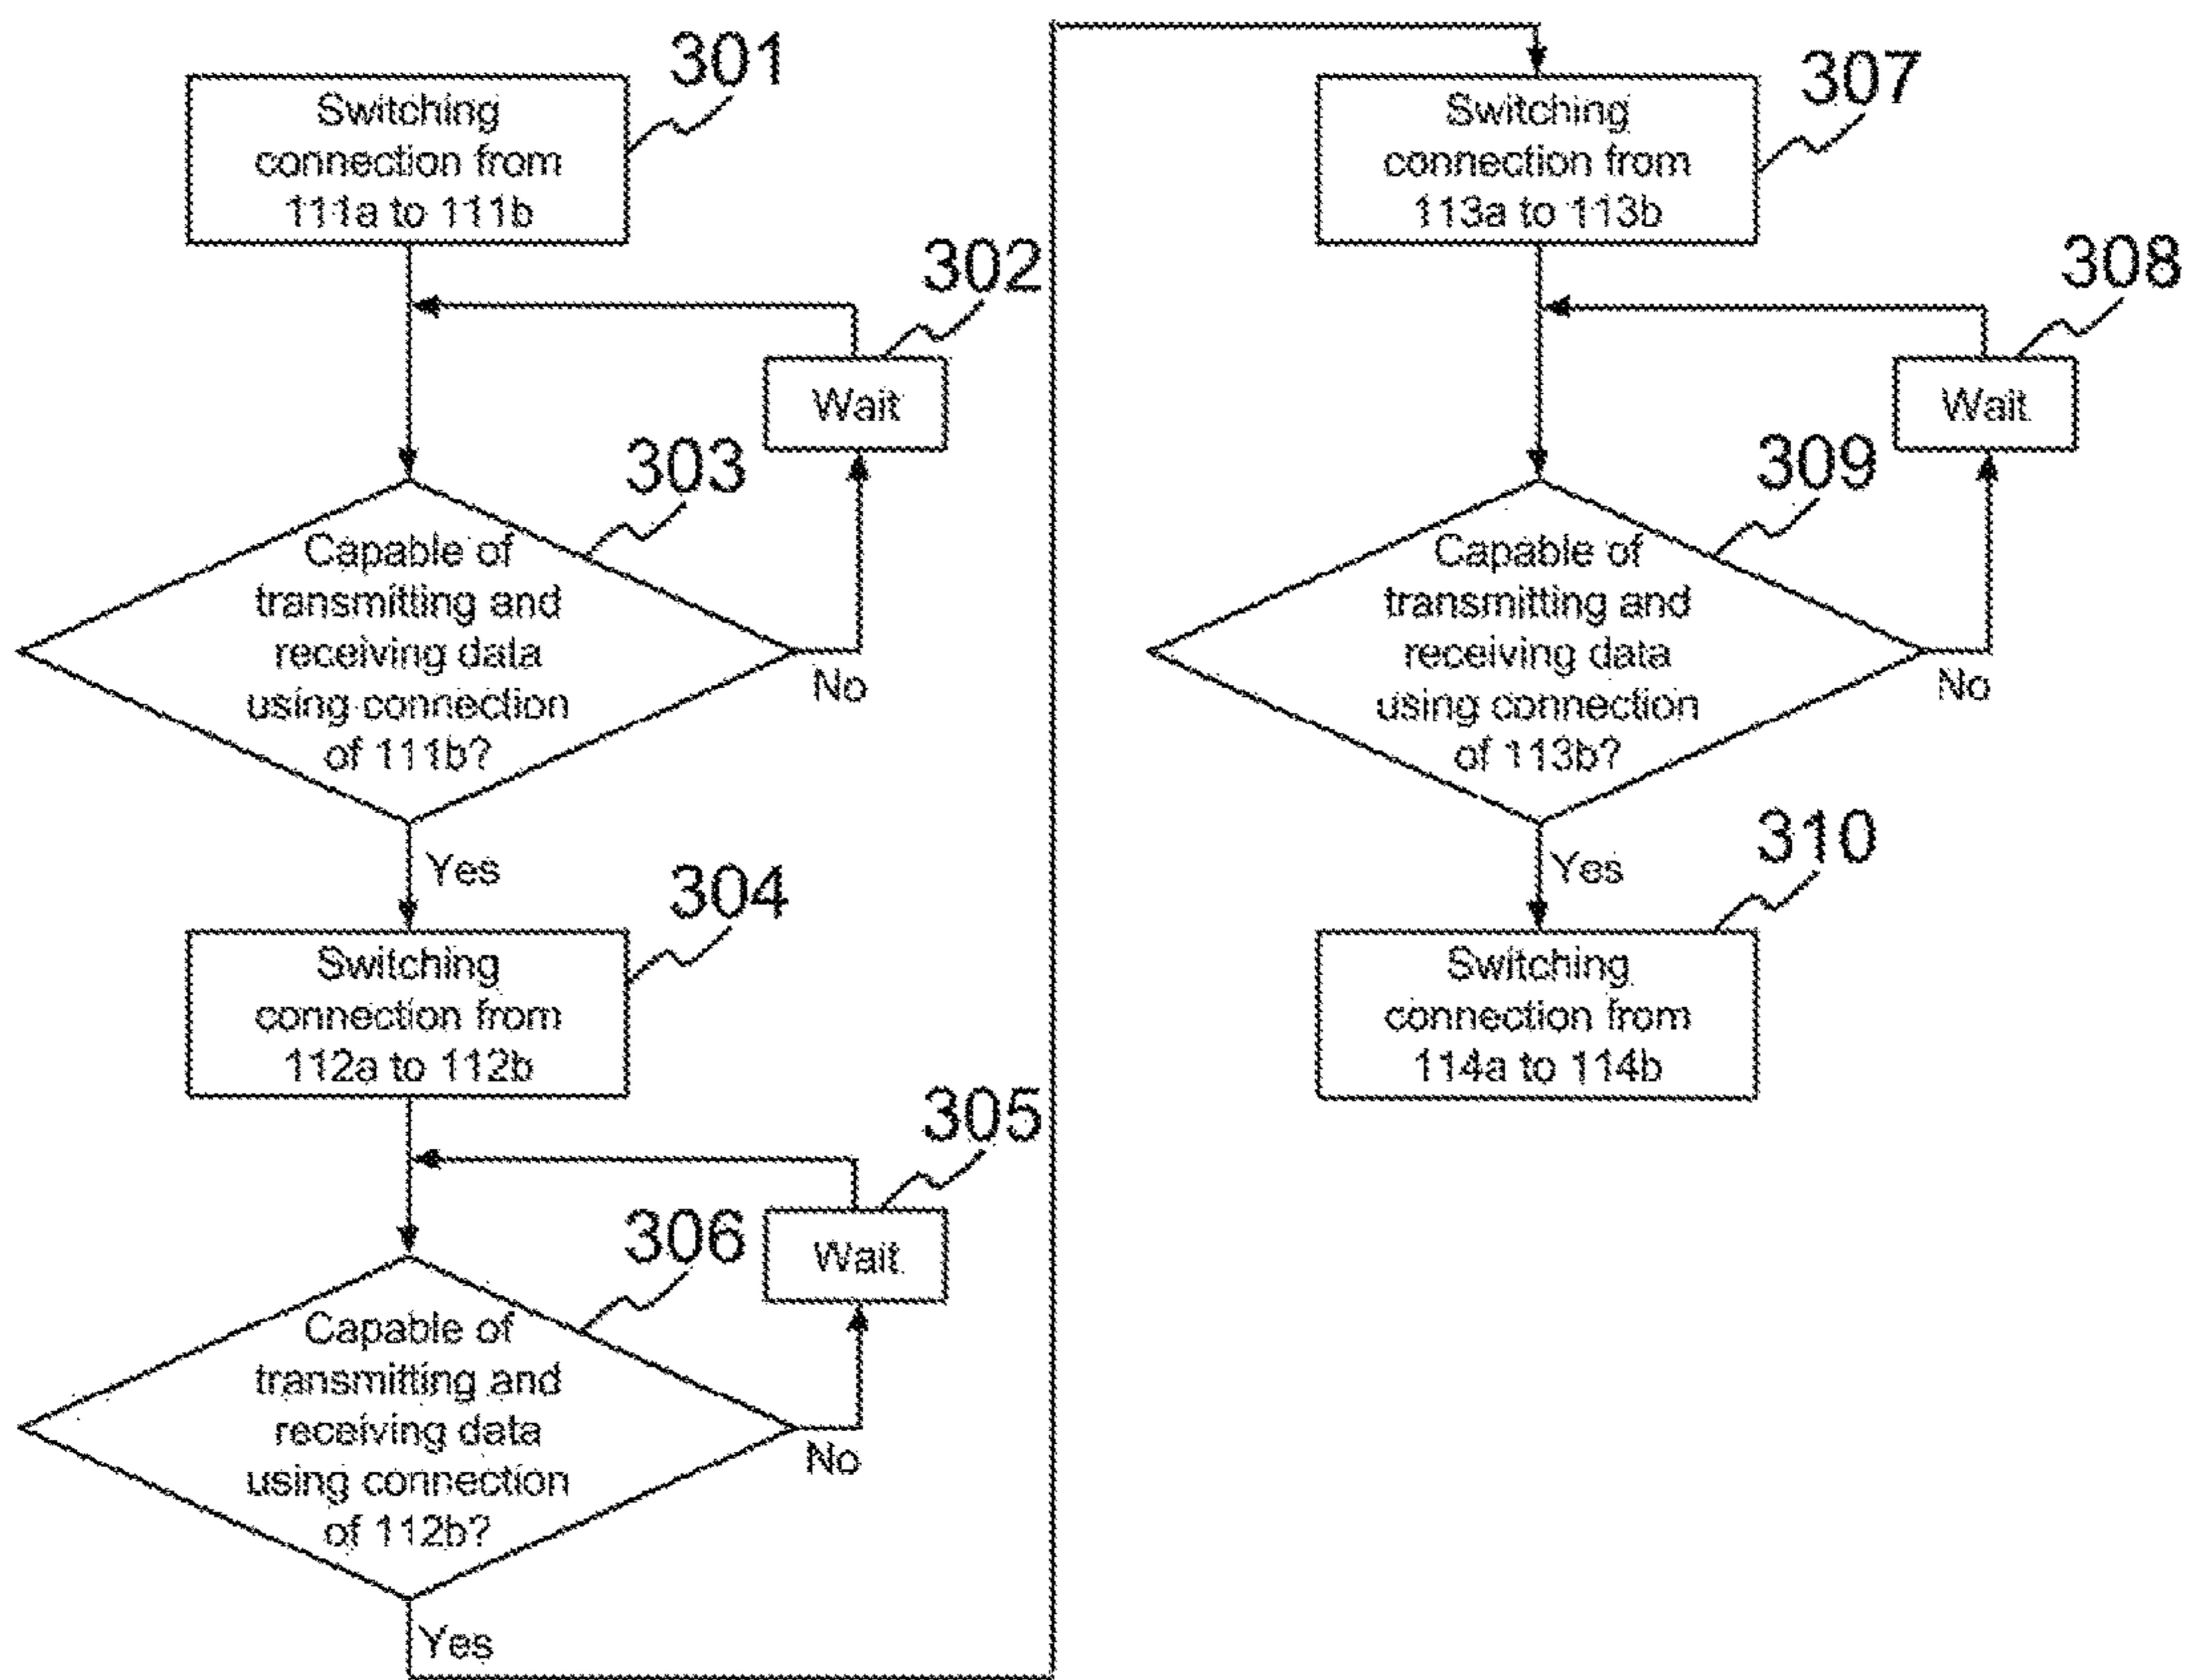 301
Switching
connection from
111a to 111b
302
Wait
303
Capable of
transmitting and
receiving data
using connection
of 111b?
No
Yes
304
Switching
connection from
112a to 112b
305
Wait
306
Capable of
transmitting and
receiving data
using connection
of 112b?
No
Yes
307
Switching
connection from
113a to 113b
308
Wait
309
Capable of
transmitting and
receiving data
using connection
of 113b?
No
Yes
310
Switching
connection from
114a to 114b